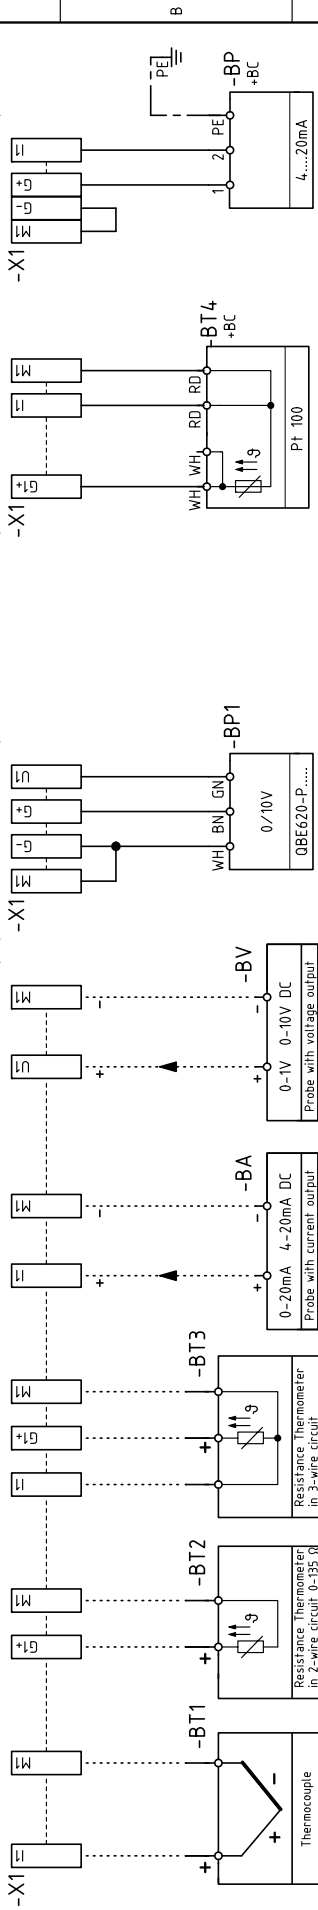 B
-X1
I1
M1
-BT1
+
+
-
Thermocouple
G1+
M1
-BT2
+
ϑ
Resistance Thermometer
in 2-wire circuit 0-135 Ω
I1
G1+
M1
-BT3
+
ϑ
Resistance Thermometer
in 3-wire circuit
I1
M1
+
-
-BA
+
-
0-20mA 4-20mA DC
Probe with current output
U1
M1
+
-
-BV
+
-
0-1V 0-10V DC
Probe with voltage output
-X1
M1
G-
G+
U1
-BP1
WH
BN
GN
0/10V
QBE620-P.....
-X1
G1+
I1
M1
-BT4
+BC
WH
WH
RD
RD
ϑ
Pt 100
-X1
M1
G-
G+
I1
PE
-BP
+BC
1
2
PE
4....20mA